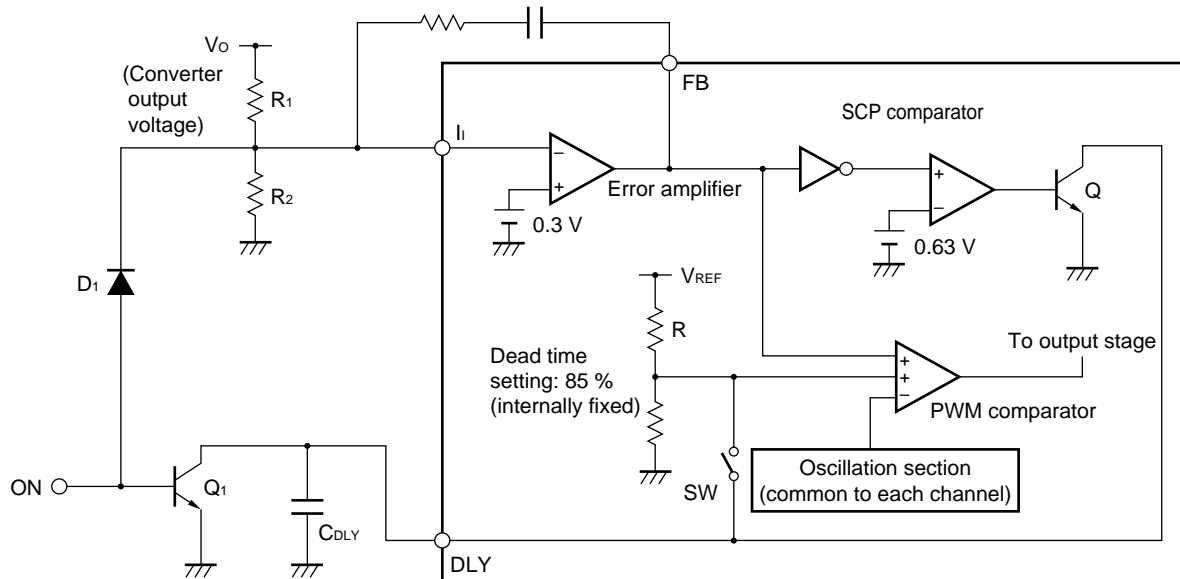 VO
(Converter
output
voltage)
R1
R2
FB
SCP comparator
II
−
+
Error amplifier
0.3 V
+
−
0.63 V
Q
D1
VREF
R
Dead time
setting: 85 %
(internally fixed)
To output stage
+
+
−
PWM comparator
Oscillation section
(common to each channel)
SW
ON
Q1
CDLY
DLY